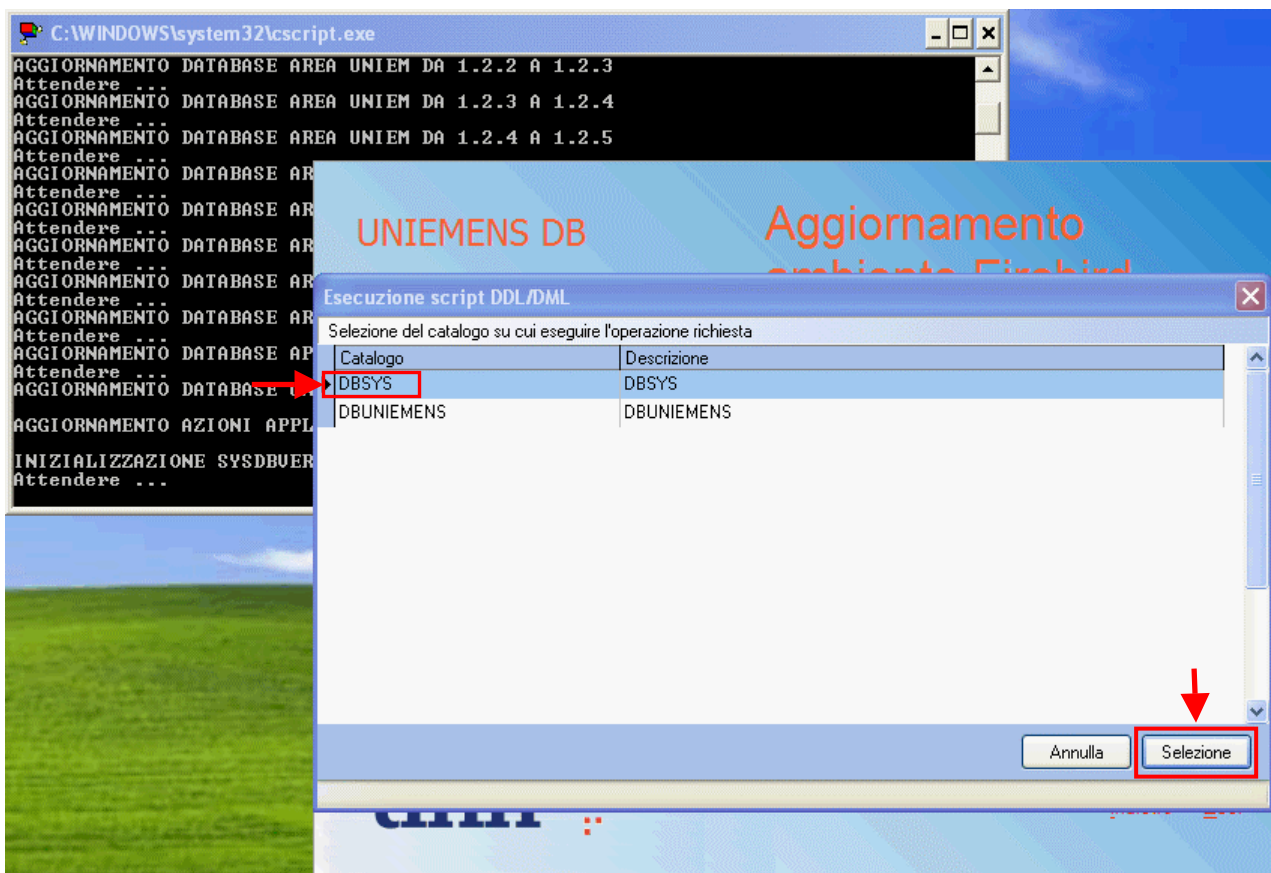 C:\WINDOWS\system32\cscript.exe
AGGIORNAMENTO DATABASE AREA UNIEM DA 1.2.2 A 1.2.3
Attendere ...
AGGIORNAMENTO DATABASE AREA UNIEM DA 1.2.3 A 1.2.4
Attendere ...
AGGIORNAMENTO DATABASE AREA UNIEM DA 1.2.4 A 1.2.5
Attendere ...
AGGIORNAMENTO DATABASE AR
Attendere ...
AGGIORNAMENTO DATABASE AR
Attendere ...
AGGIORNAMENTO DATABASE AR
Attendere ...
AGGIORNAMENTO DATABASE AR
Attendere ...
AGGIORNAMENTO DATABASE AR
Attendere ...
AGGIORNAMENTO DATABASE AP
Attendere ...
AGGIORNAMENTO DATABASE
AGGIORNAMENTO AZIONI APPL
INIZIALIZZAZIONE SYSDBVER
Attendere ...
UNIEMENS DB
Aggiornamento
ambiente Firebird
Esecuzione script DDL/DML
Selezione del catalogo su cui eseguire l'operazione richiesta
Catalogo Descrizione
DBSYS DBSYS
DBUNIEMENS DBUNIEMENS
Annulla Selezione